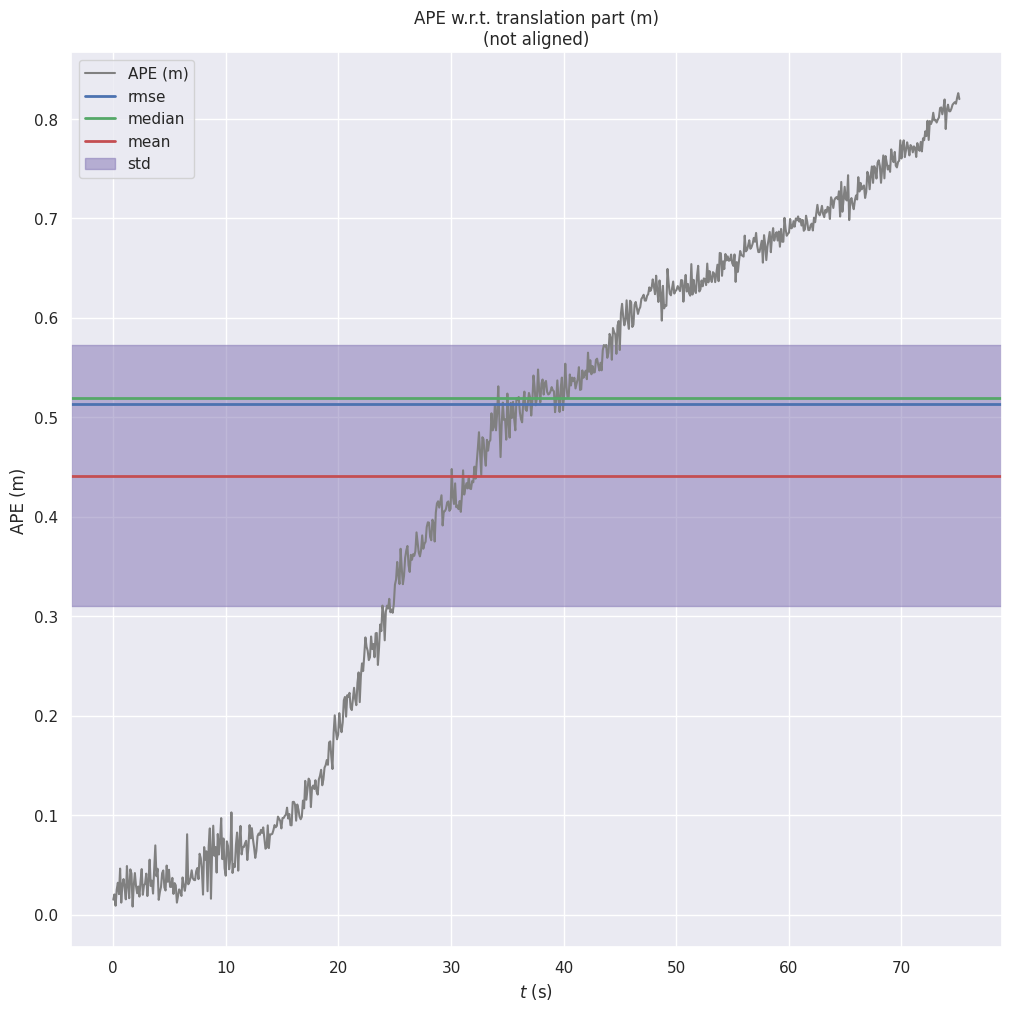 APE w.r.t. translation part (m)
(not aligned)
APE (m)
rmse
median
mean
std
0.8
0.7
0.6
0.5
0.4
0.3
0.2
0.1
0.0
APE (m)
0 10 20 30 40 50 60 70
t (s)